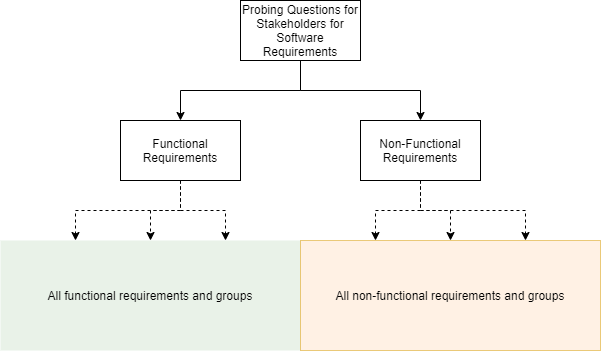 Probing Questions for
Stakeholders for
Software
Requirements
Functional
Requirements
Non-Functional
Requirements
All functional requirements and groups
All non-functional requirements and groups